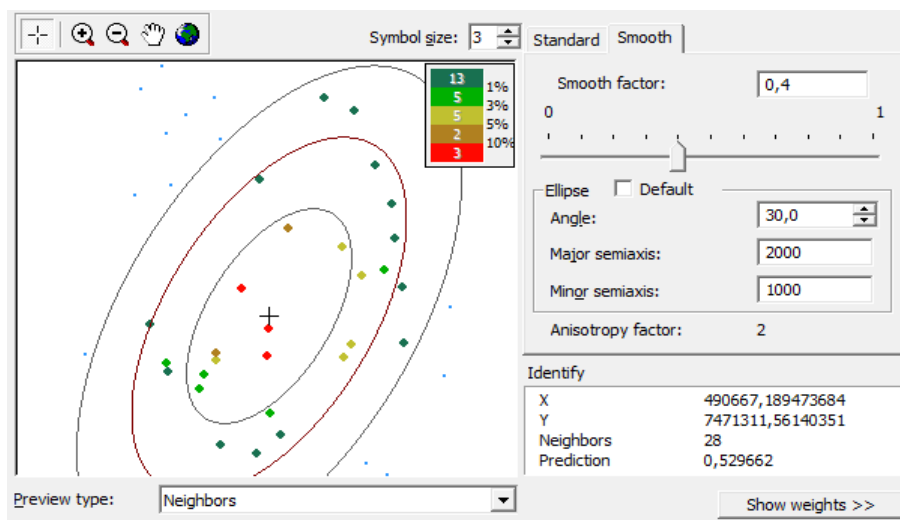 Symbol size: 3
Standard Smooth
13
5
5
2
3
1%
3%
5%
10%
Smooth factor: 0,4
0 1
Ellipse Default
Angle: 30,0
Major semiaxis: 2000
Minor semiaxis: 1000
Anisotropy factor: 2
Identify
X 490667,189473684
Y 7471311,56140351
Neighbors 28
Prediction 0,529662
Preview type: Neighbors
Show weights >>